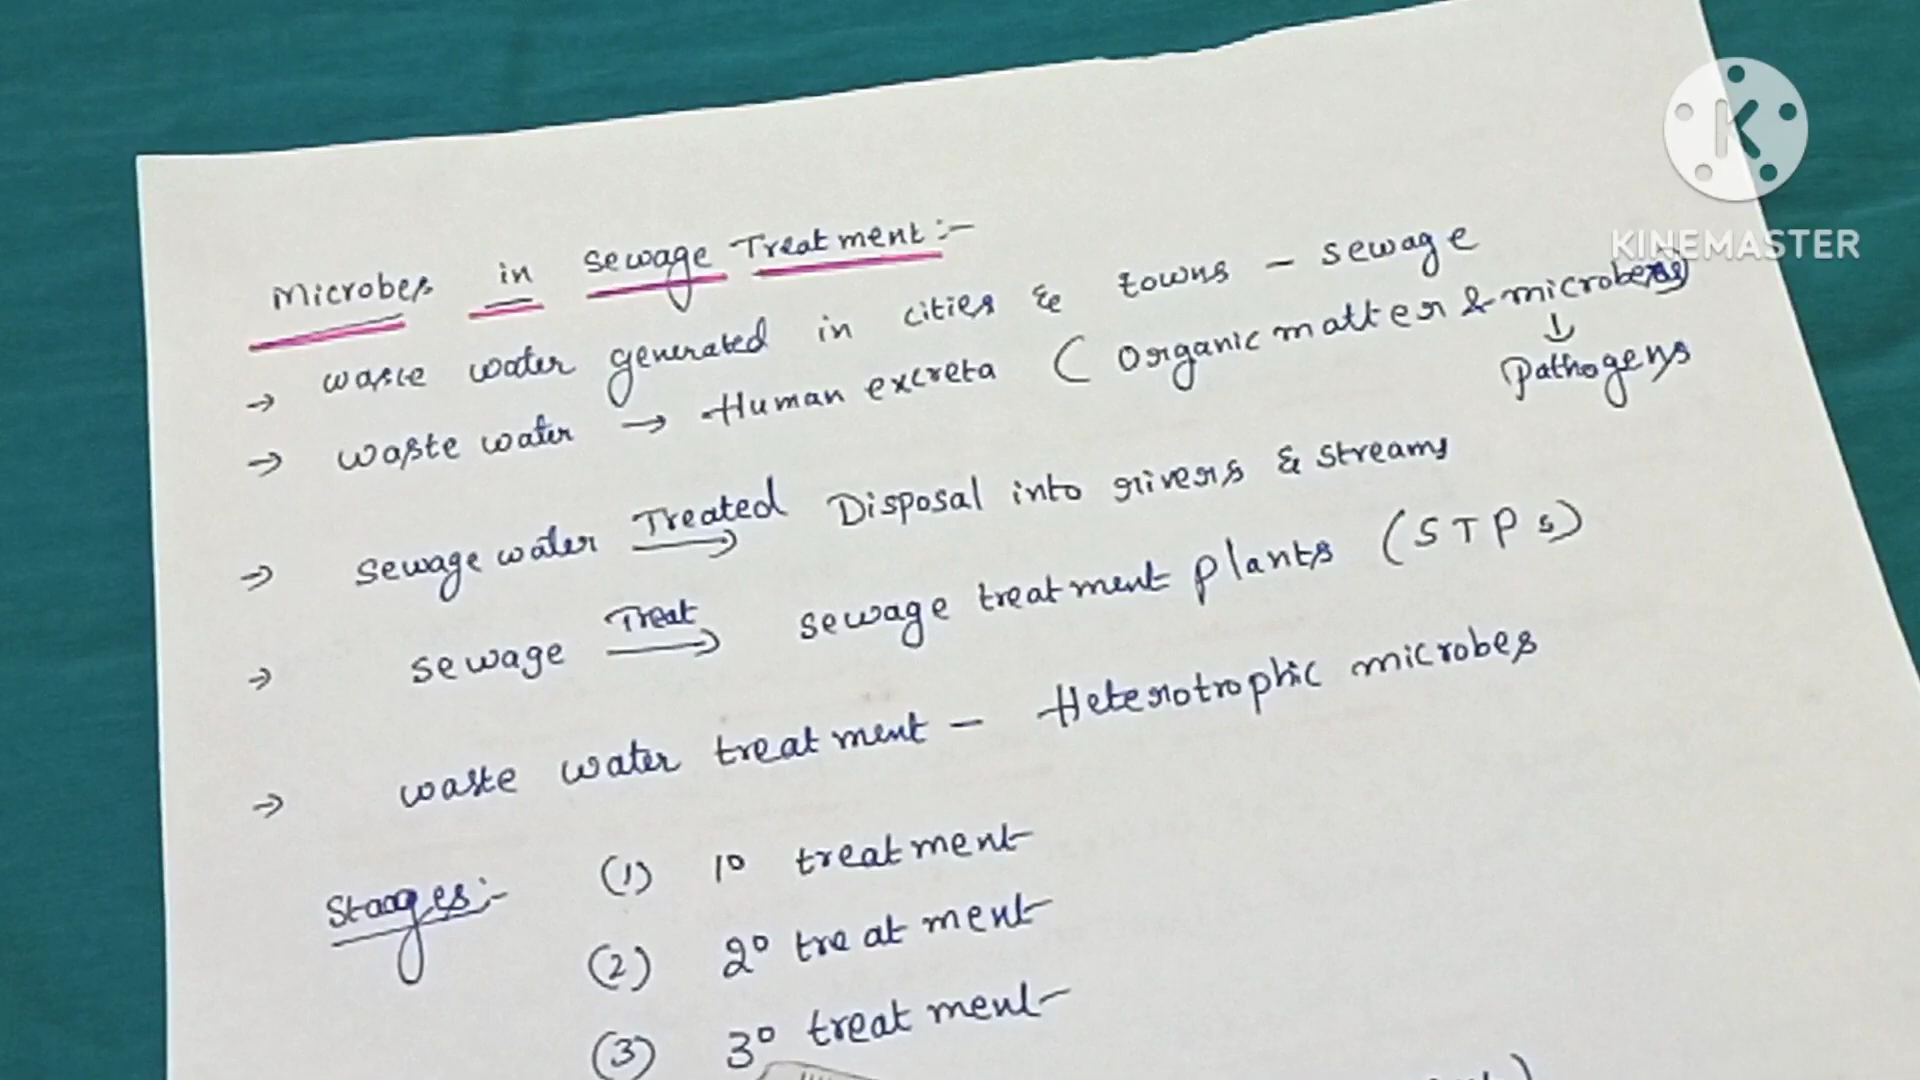 Microbes in sewage Treatment:-
→ waste water generated in cities & towns - sewage
→ waste water → Human excreta (organic matter & microbes)
↓
Pathogens
→ sewage water Treated → Disposal into rivers & streams
→ sewage Treat → sewage treatment plants (STPs)
→ waste water treatment - Heterotrophic microbes
Stages:- (1) 1° treatment
(2) 2° treatment
(3) 3° treatment
KINEMASTER